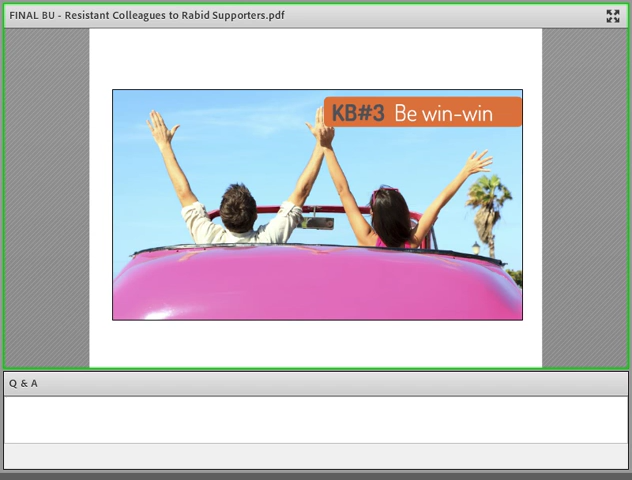 FINAL BU - Resistant Colleagues to Rabid Supporters.pdf
KB#3 Be win-win
Q & A